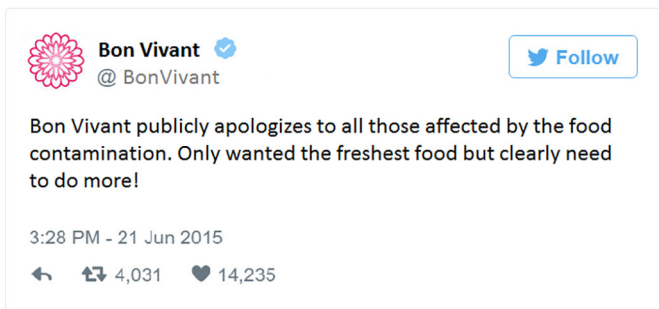 Bon Vivant
@ BonVivant
Follow
Bon Vivant publicly apologizes to all those affected by the food
contamination. Only wanted the freshest food but clearly need
to do more!
3:28 PM - 21 Jun 2015
4,031 14,235